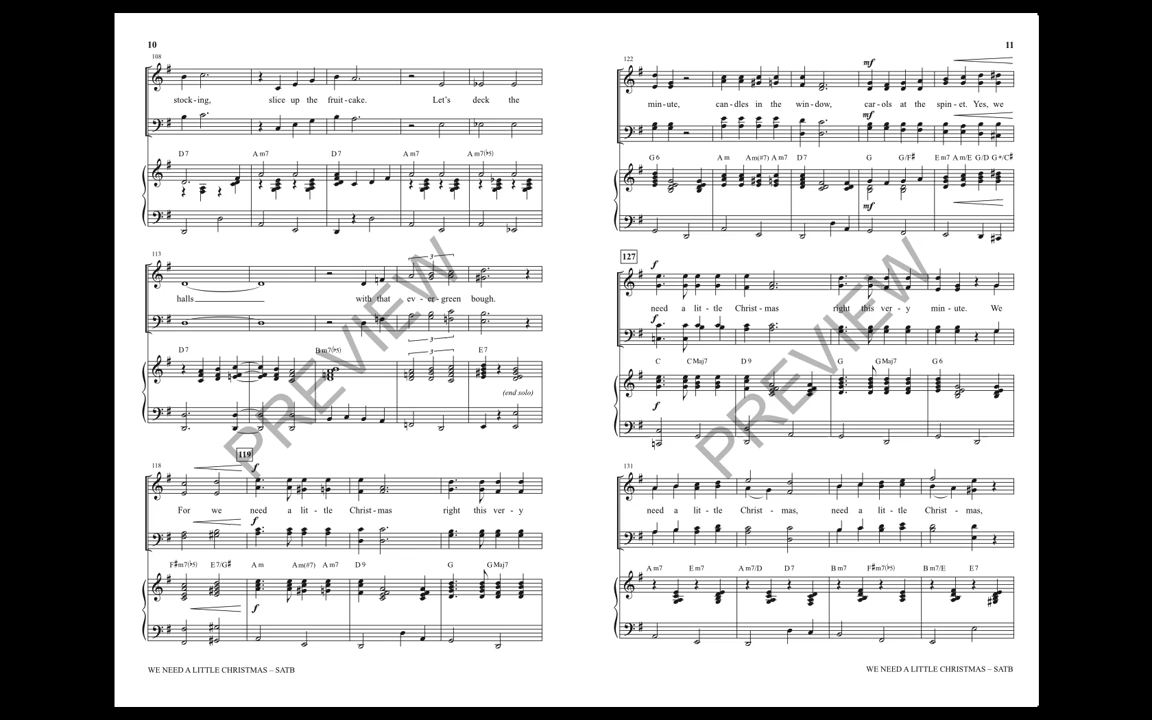 10
108
stock-ing, slice up the fruit-cake. Let's deck the
D7 Am7 D7 Am7 Am7(♭5)
113
3
halls with that ev-er-green bough.
3
D7 Bm7(♭5) 3 E7
(end solo)
119
118 f
For we need a lit-tle Christ-mas right this ver-y
f
F♯m7(♭5) E7/G♯ Am Am(♯7) Am7 D9 G GMaj7
f
WE NEED A LITTLE CHRISTMAS – SATB
11
122 mf
min-ute, can-dles in the win-dow, car-ols at the spin-et. Yes, we
mf
G6 Am Am(♯7) Am7 D7 G G/F♯ Em7 Am/E G/D G+/C♯
mf
127
f
need a lit-tle Christ-mas right this ver-y min-ute. We
f
C CMaj7 D9 G GMaj7 G6
f
131
need a lit-tle Christ-mas, need a lit-tle Christ-mas,
Am7 Em7 Am7/D D7 Bm7 F♯m7(♭5) Bm7/E E7
WE NEED A LITTLE CHRISTMAS – SATB
PREVIEW
PREVIEW